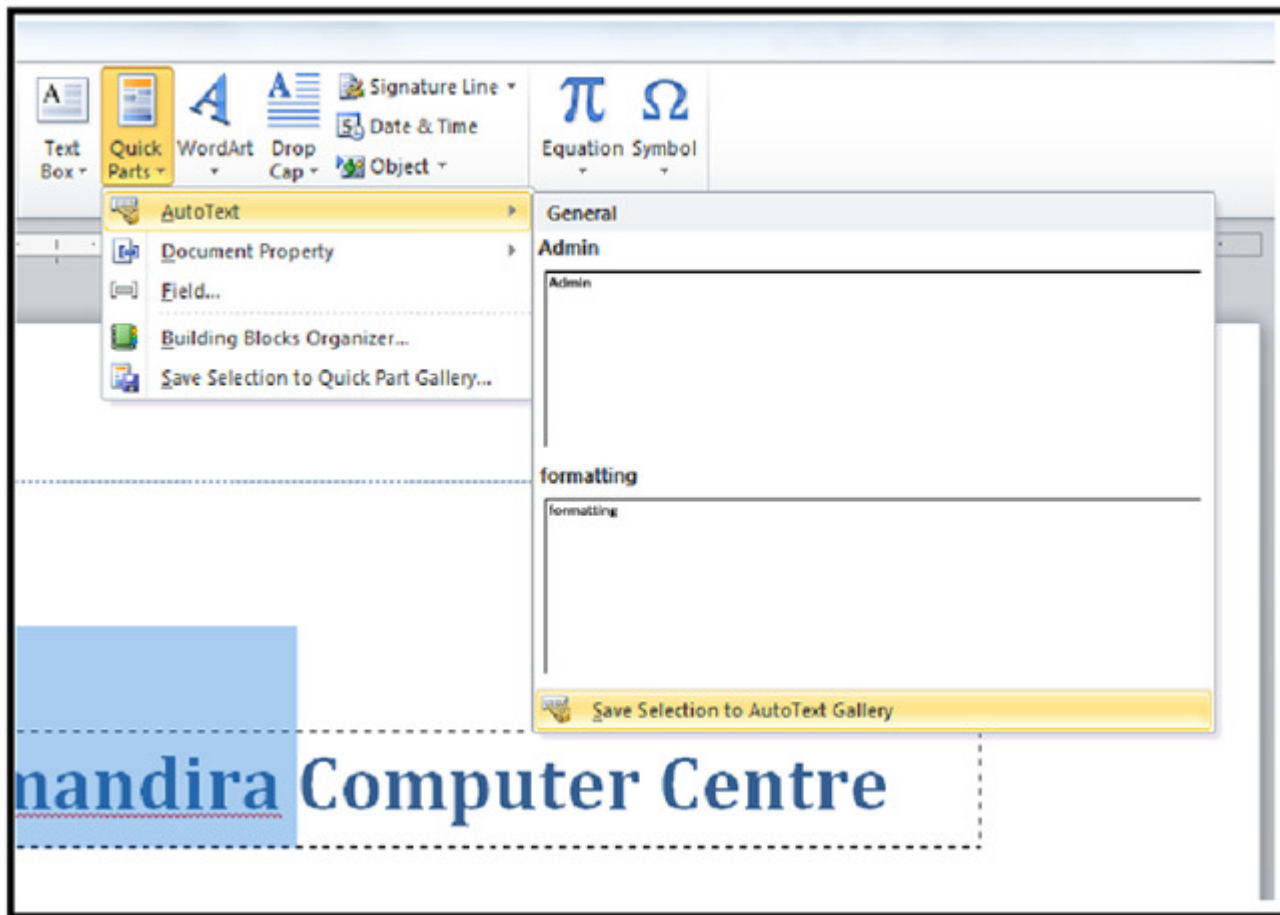 Text Box
Quick Parts
WordArt
Drop Cap
Signature Line
Date & Time
Object
Equation
Symbol
AutoText
Document Property
Field...
Building Blocks Organizer...
Save Selection to Quick Part Gallery...
General
Admin
Admin
formatting
formatting
Save Selection to AutoText Gallery
mandira Computer Centre